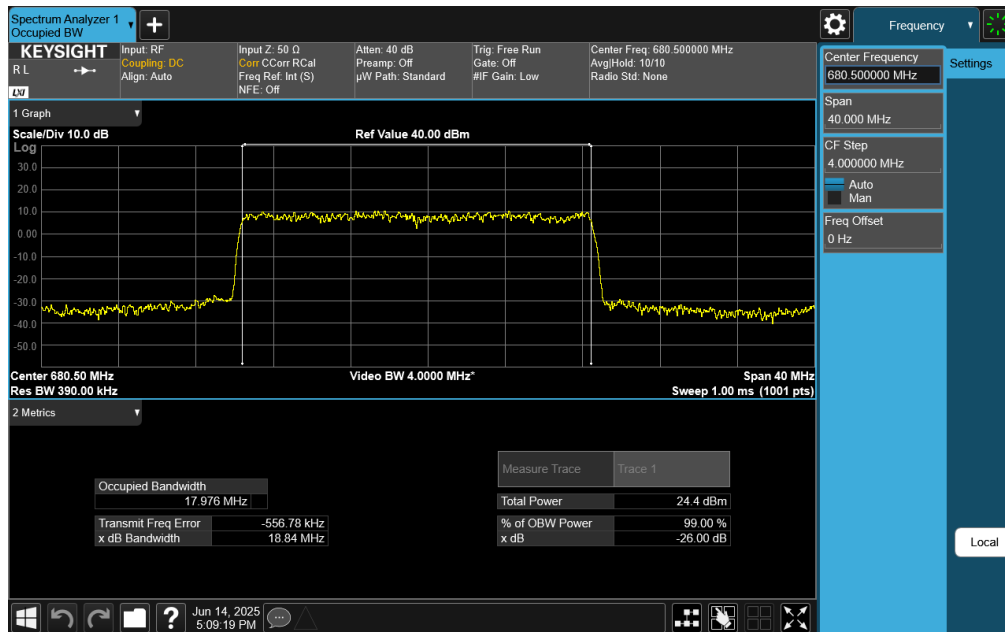 Spectrum Analyzer 1
Occupied BW
Frequency
KEYSIGHT
R L
LXI
Input: RF
Coupling: DC
Align: Auto
Input Z: 50 Ω
Corr CCorr RCal
Freq Ref: Int (S)
NFE: Off
Atten: 40 dB
Preamp: Off
µW Path: Standard
Trig: Free Run
Gate: Off
#IF Gain: Low
Center Freq: 680.500000 MHz
Avg|Hold: 10/10
Radio Std: None
Center Frequency
680.500000 MHz
Settings
Span
40.000 MHz
CF Step
4.000000 MHz
Auto
Man
Freq Offset
0 Hz
Local
1 Graph
Scale/Div 10.0 dB
Ref Value 40.00 dBm
Log
30.0
20.0
10.0
0.00
-10.0
-20.0
-30.0
-40.0
-50.0
Center 680.50 MHz
Video BW 4.0000 MHz*
Span 40 MHz
Res BW 390.00 kHz
Sweep 1.00 ms (1001 pts)
2 Metrics
Measure Trace
Trace 1
Occupied Bandwidth
17.976 MHz
Total Power
24.4 dBm
Transmit Freq Error
-556.78 kHz
% of OBW Power
99.00 %
x dB Bandwidth
18.84 MHz
x dB
-26.00 dB
?
Jun 14, 2025
5:09:19 PM